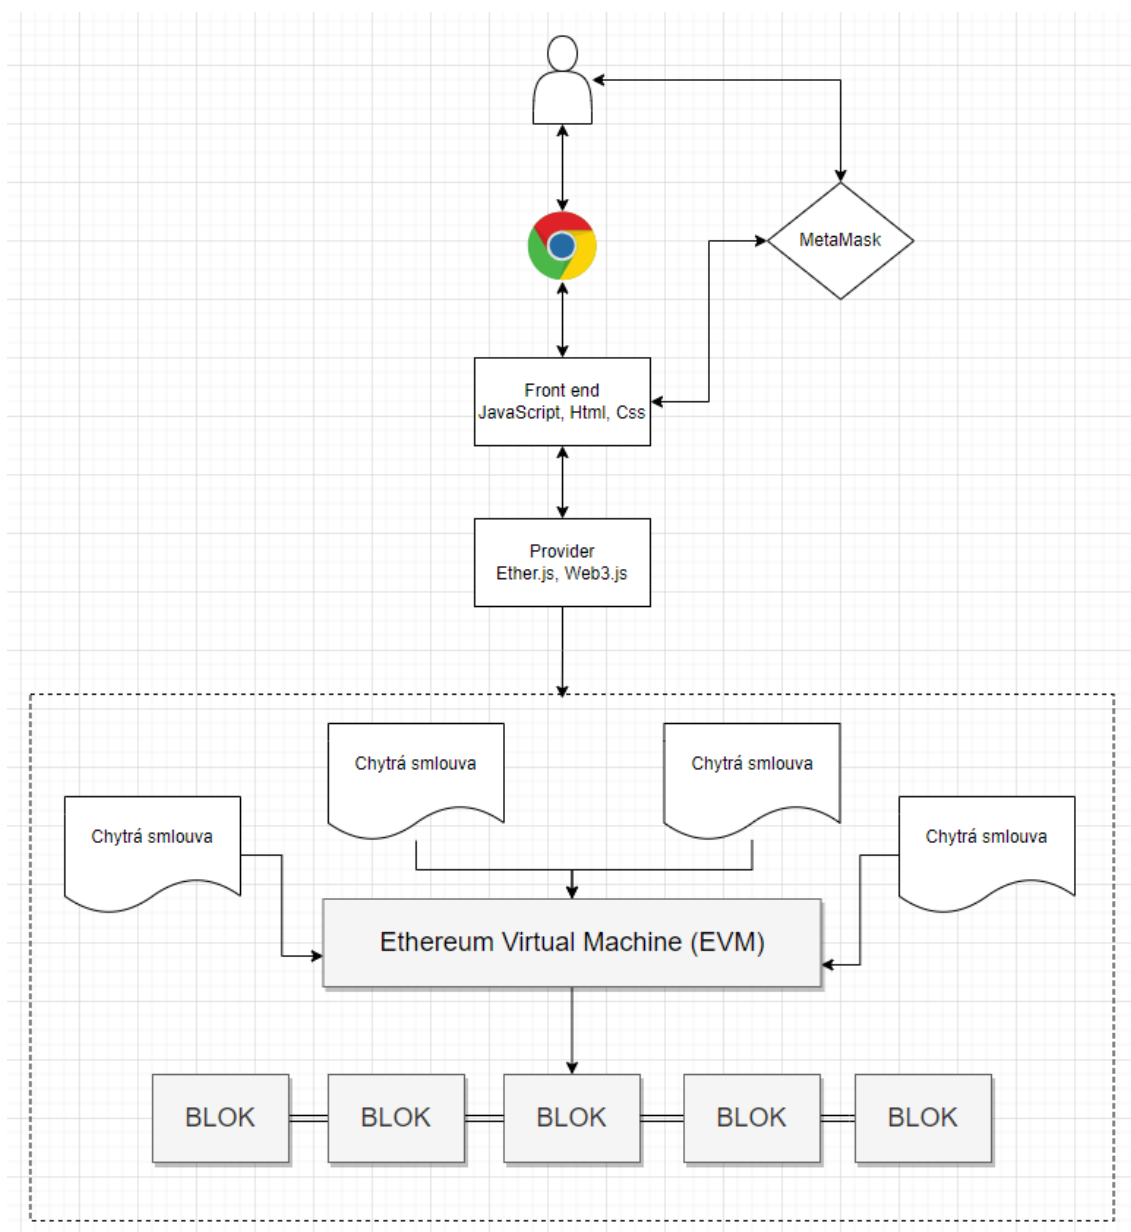 MetaMask
Front end
JavaScript, Html, Css
Provider
Ether.js, Web3.js
Chytrá smlouva
Chytrá smlouva
Chytrá smlouva
Chytrá smlouva
Ethereum Virtual Machine (EVM)
BLOK
BLOK
BLOK
BLOK
BLOK